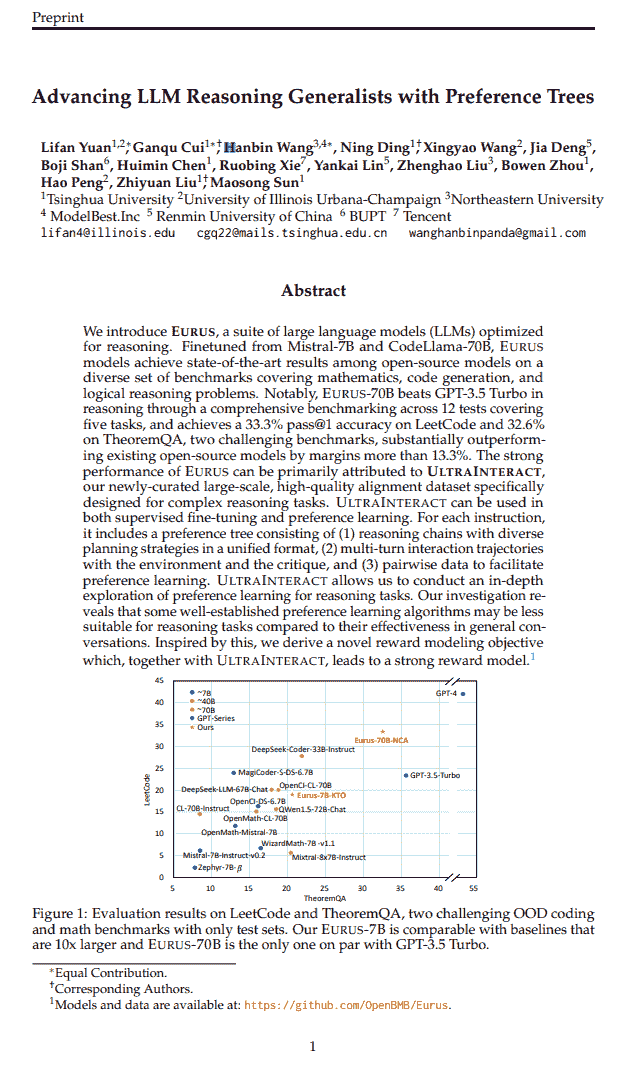 Preprint
Advancing LLM Reasoning Generalists with Preference Trees
Lifan Yuan1,2*, Ganqu Cui1*†, Hanbin Wang3,4*, Ning Ding1†, Xingyao Wang2, Jia Deng5,
Boji Shan6, Huimin Chen1, Ruobing Xie7, Yankai Lin5, Zhenghao Liu3, Bowen Zhou1,
Hao Peng2, Zhiyuan Liu1†, Maosong Sun1
1Tsinghua University 2University of Illinois Urbana-Champaign 3Northeastern University
4 ModelBest.Inc 5 Renmin University of China 6 BUPT 7 Tencent
lifan4@illinois.edu cgq22@mails.tsinghua.edu.cn wanghanbinpanda@gmail.com
Abstract
We introduce EURUS, a suite of large language models (LLMs) optimized
for reasoning. Finetuned from Mistral-7B and CodeLlama-70B, EURUS
models achieve state-of-the-art results among open-source models on a
diverse set of benchmarks covering mathematics, code generation, and
logical reasoning problems. Notably, EURUS-70B beats GPT-3.5 Turbo in
reasoning through a comprehensive benchmarking across 12 tests covering
five tasks, and achieves a 33.3% pass@1 accuracy on LeetCode and 32.6%
on TheoremQA, two challenging benchmarks, substantially outperform-
ing existing open-source models by margins more than 13.3%. The strong
performance of EURUS can be primarily attributed to ULTRAINTERACT,
our newly-curated large-scale, high-quality alignment dataset specifically
designed for complex reasoning tasks. ULTRAINTERACT can be used in
both supervised fine-tuning and preference learning. For each instruction,
it includes a preference tree consisting of (1) reasoning chains with diverse
planning strategies in a unified format, (2) multi-turn interaction trajectories
with the environment and the critique, and (3) pairwise data to facilitate
preference learning. ULTRAINTERACT allows us to conduct an in-depth
exploration of preference learning for reasoning tasks. Our investigation re-
veals that some well-established preference learning algorithms may be less
suitable for reasoning tasks compared to their effectiveness in general con-
versations. Inspired by this, we derive a novel reward modeling objective
which, together with ULTRAINTERACT, leads to a strong reward model.1
45
40
35
30
25
20
15
10
5
0
LeetCode
~7B
~40B
~70B
GPT-Series
Ours
GPT-4
Eurus-70B-NCA
DeepSeek-Coder-33B-Instruct
MagiCoder-S-DS-6.7B
GPT-3.5-Turbo
DeepSeek-LLM-67B-Chat
OpenCI-CL-70B
Eurus-7B-KTO
OpenCI-DS-6.7B
CL-70B-Instruct
QWen1.5-72B-Chat
OpenMath-CL-70B
OpenMath-Mistral-7B
WizardMath-7B-v1.1
Mistral-7B-Instruct-v0.2
Mixtral-8x7B-Instruct
Zephyr-7B-β
5 10 15 20 25 30 35 40 55
TheoremQA
Figure 1: Evaluation results on LeetCode and TheoremQA, two challenging OOD coding
and math benchmarks with only test sets. Our EURUS-7B is comparable with baselines that
are 10x larger and EURUS-70B is the only one on par with GPT-3.5 Turbo.
*Equal Contribution.
†Corresponding Authors.
1Models and data are available at: https://github.com/OpenBMB/Eurus.
1